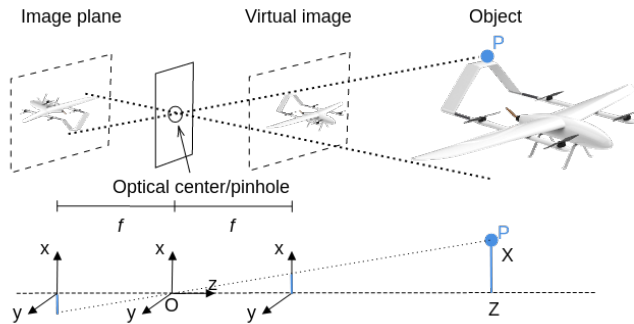 Image plane
Virtual image
Object
P
Optical center/pinhole
f
f
x
x
x
P
X
z
y
y
O
y
Z